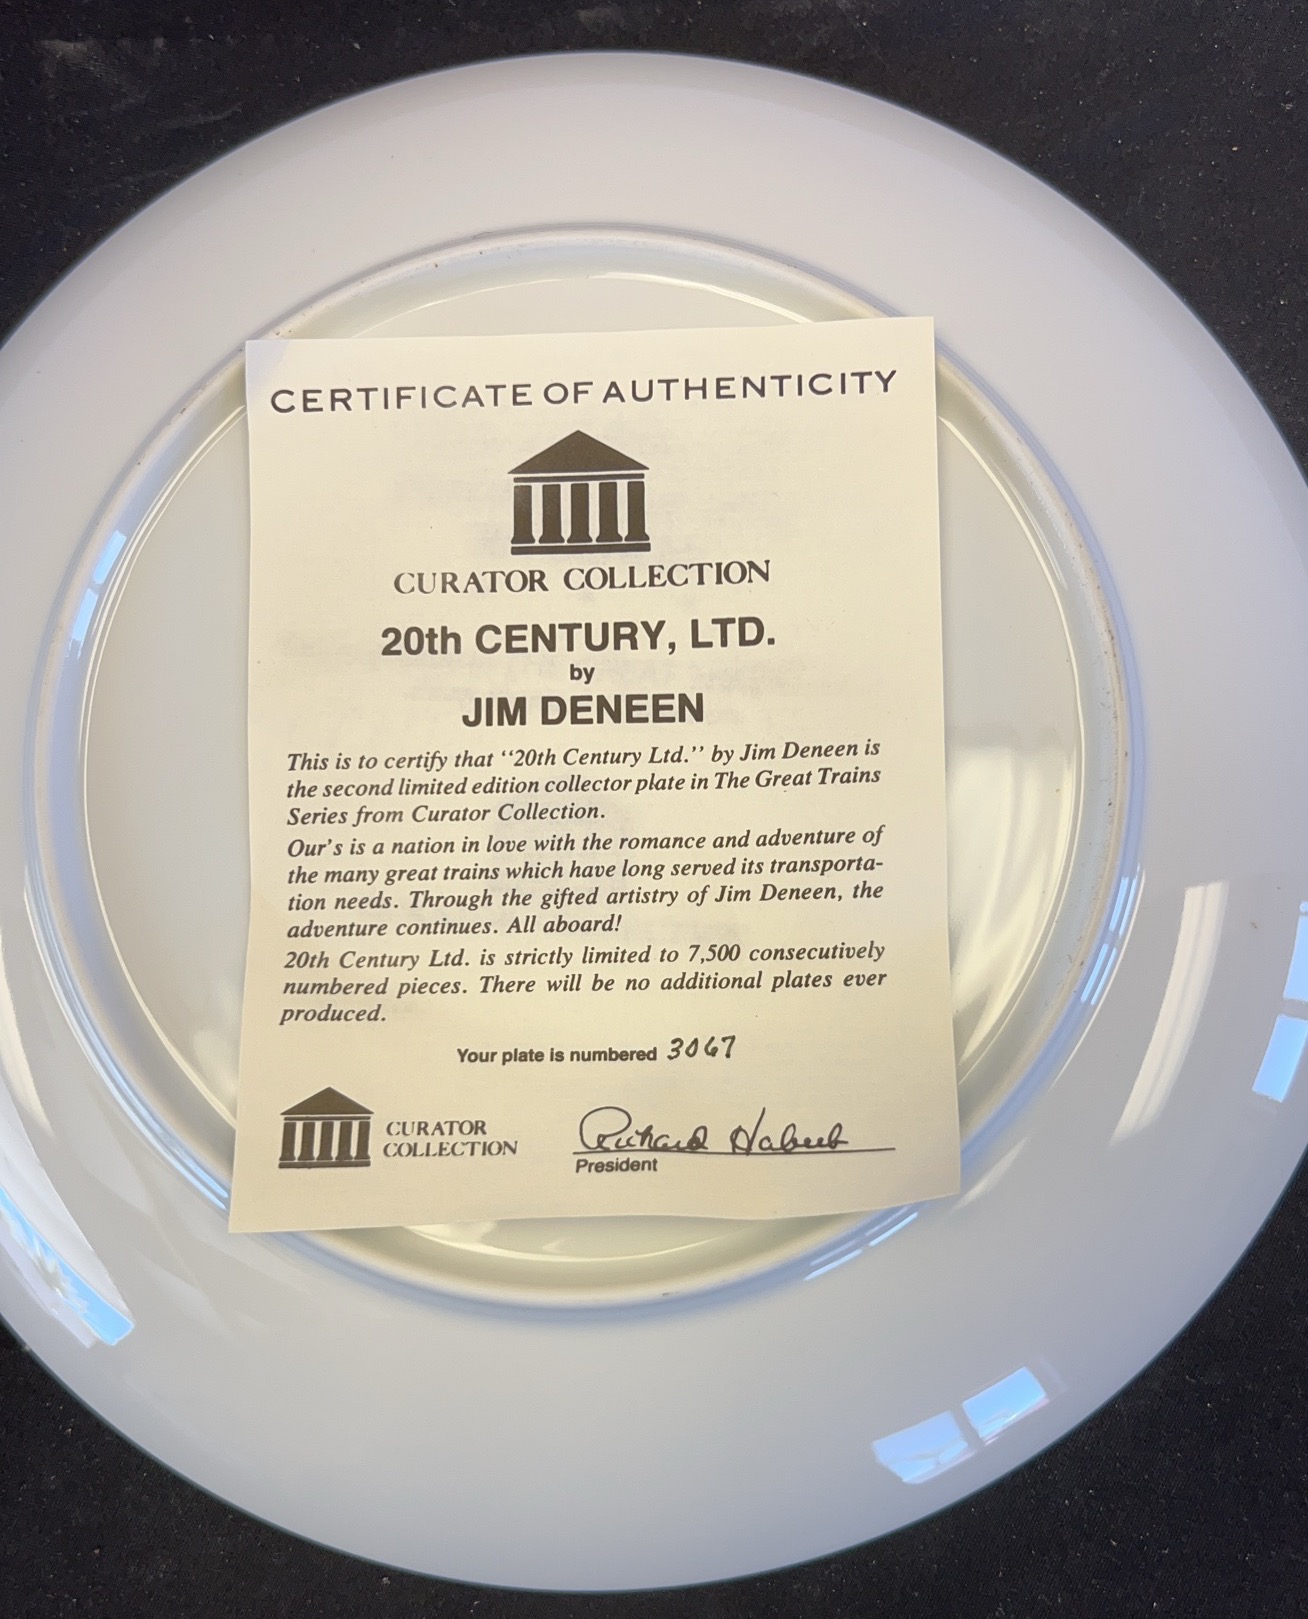 CERTIFICATE OF AUTHENTICITY
CURATOR COLLECTION
20th CENTURY, LTD.
by
JIM DENEEN
This is to certify that “20th Century Ltd.” by Jim Deneen is
the second limited edition collector plate in The Great Trains
Series from Curator Collection.
Our's is a nation in love with the romance and adventure of
the many great trains which have long served its transporta-
tion needs. Through the gifted artistry of Jim Deneen, the
adventure continues. All aboard!
20th Century Ltd. is strictly limited to 7,500 consecutively
numbered pieces. There will be no additional plates ever
produced.
Your plate is numbered 3067
CURATOR
COLLECTION
Richard Habeeb
President